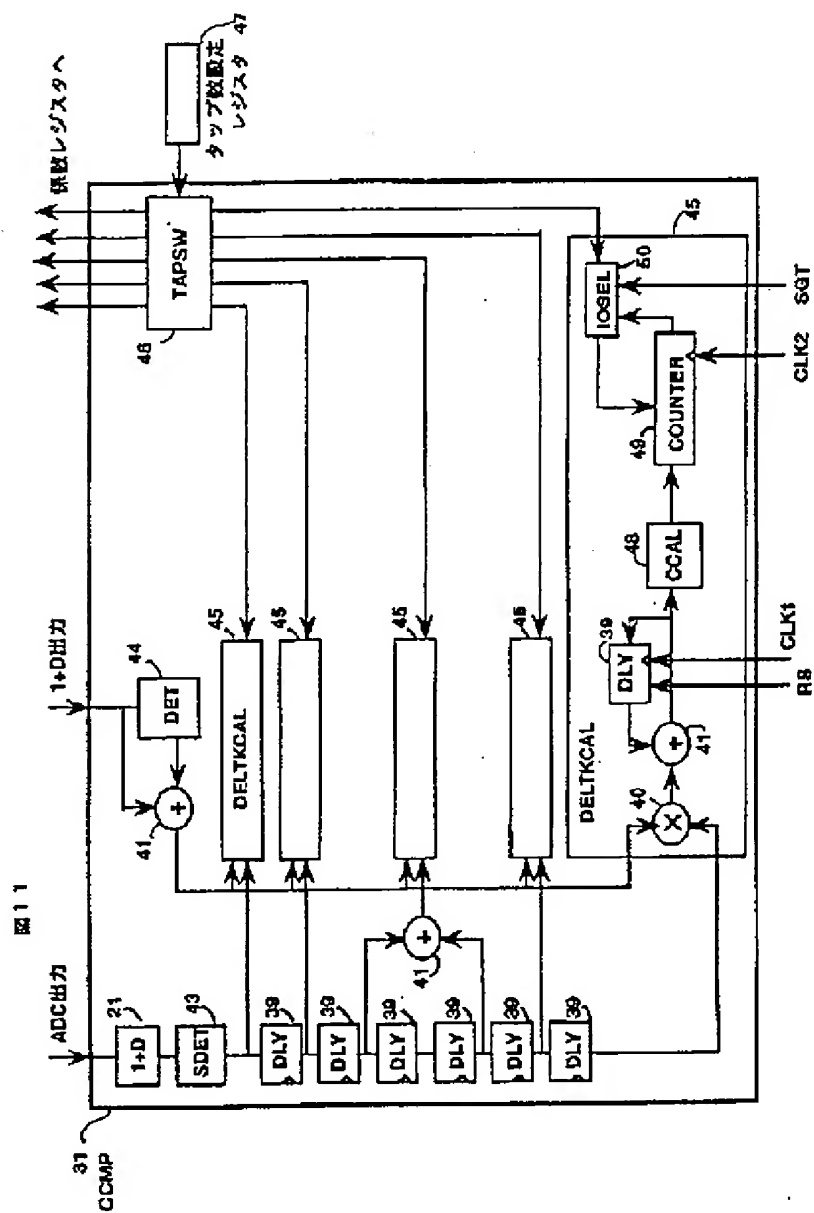 図11
31
CCMP
ADC出力
1+D
21
SDET
43
DLY
39
DLY
39
DLY
39
DLY
39
DLY
39
DLY
39
+
41
1+D出力
DET
44
+
41
DELTKCAL
45
45
45
45
係数レジスタへ
TAPSW
46
47
タップ数設定
レジスタ
DELTKCAL
45
×
40
+
41
DLY
39
CCAL
48
COUNTER
49
IOSEL
50
RS
CLK1
CLK2
SGT